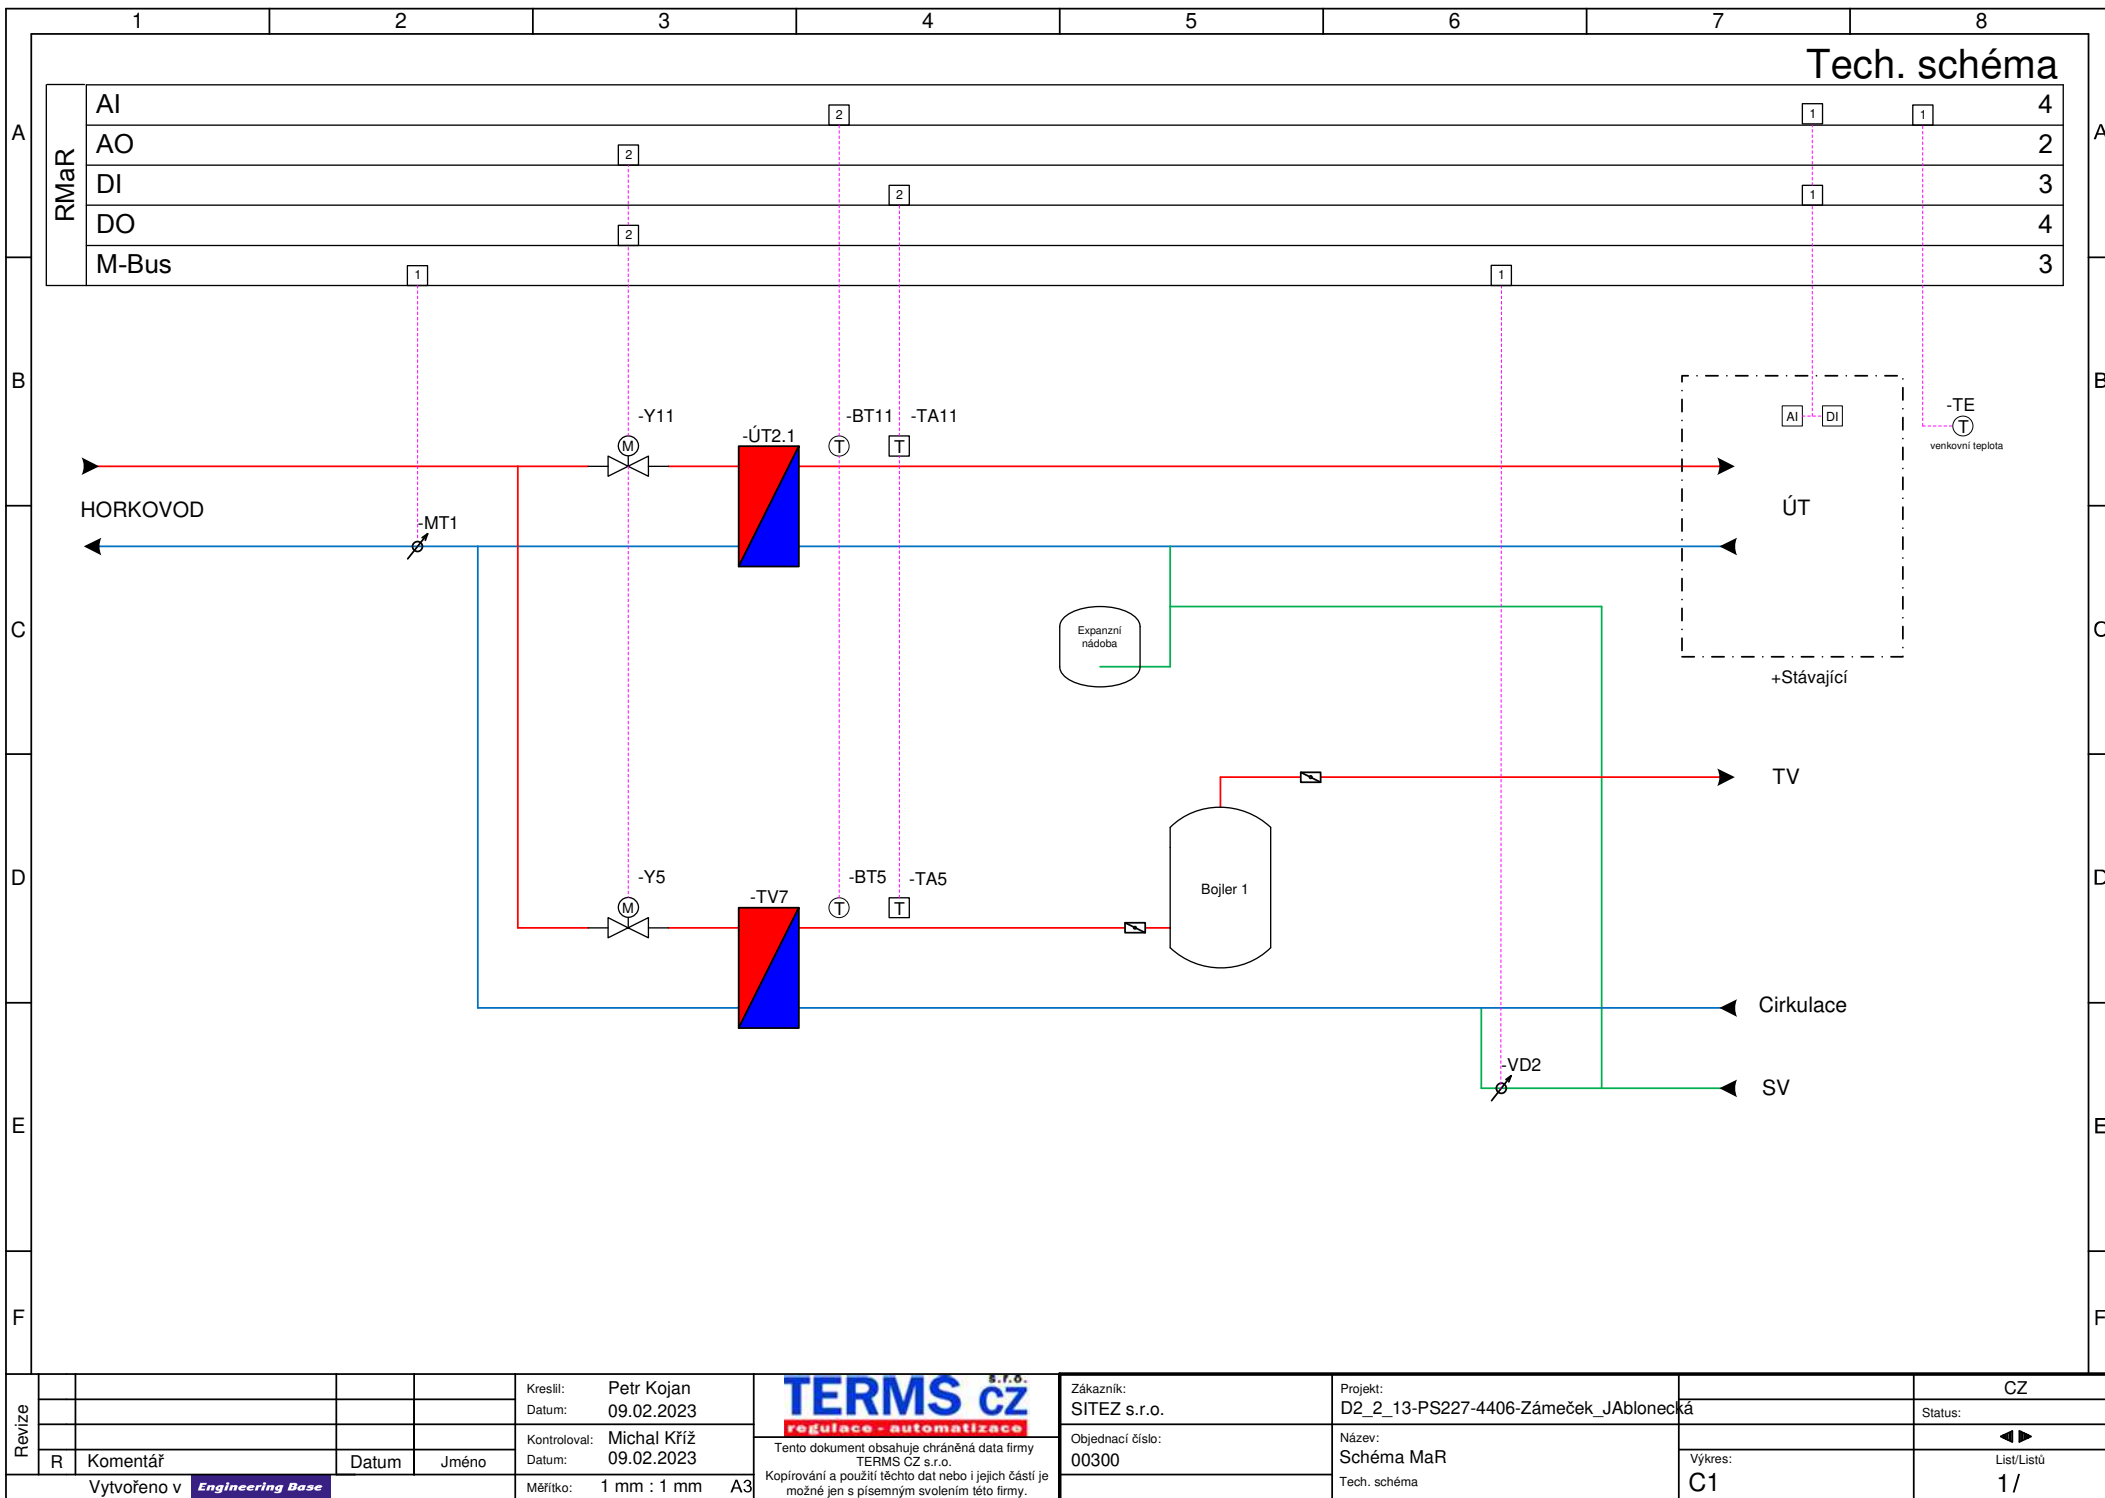 1 2 3 4 5 6 7 8
Tech. schéma
RMaR
AI 2 1 1 4
AO 2 2
DI 2 1 3
DO 2 4
M-Bus 1 1 3
A A
B B
C C
D D
E E
F F
-Y11
M
-ÚT2.1
-BT11
T
-TA11
T
AI DI
-TE
T
venkovní teplota
HORKOVOD
-MT1
ÚT
Expanzní
nádoba
+Stávající
TV
-Y5
M
-TV7
-BT5
T
-TA5
T
Bojler 1
Cirkulace
-VD2
SV
Revize
R Komentář Datum Jméno
Vytvořeno v Engineering Base
Kreslil: Petr Kojan
Datum: 09.02.2023
Kontroloval: Michal Kříž
Datum: 09.02.2023
Měřítko: 1 mm : 1 mm A3
TERMS CZ s.r.o.
regulace - automatizace
Tento dokument obsahuje chráněná data firmy
TERMS CZ s.r.o.
Kopírování a použití těchto dat nebo i jejich částí je
možné jen s písemným svolením této firmy.
Zákazník:
SITEZ s.r.o.
Objednací číslo:
00300
Projekt:
D2_2_13-PS227-4406-Zámeček_JAblonecká
Název:
Schéma MaR
Tech. schéma
Výkres:
C1
CZ
Status:
List/Listů
1/